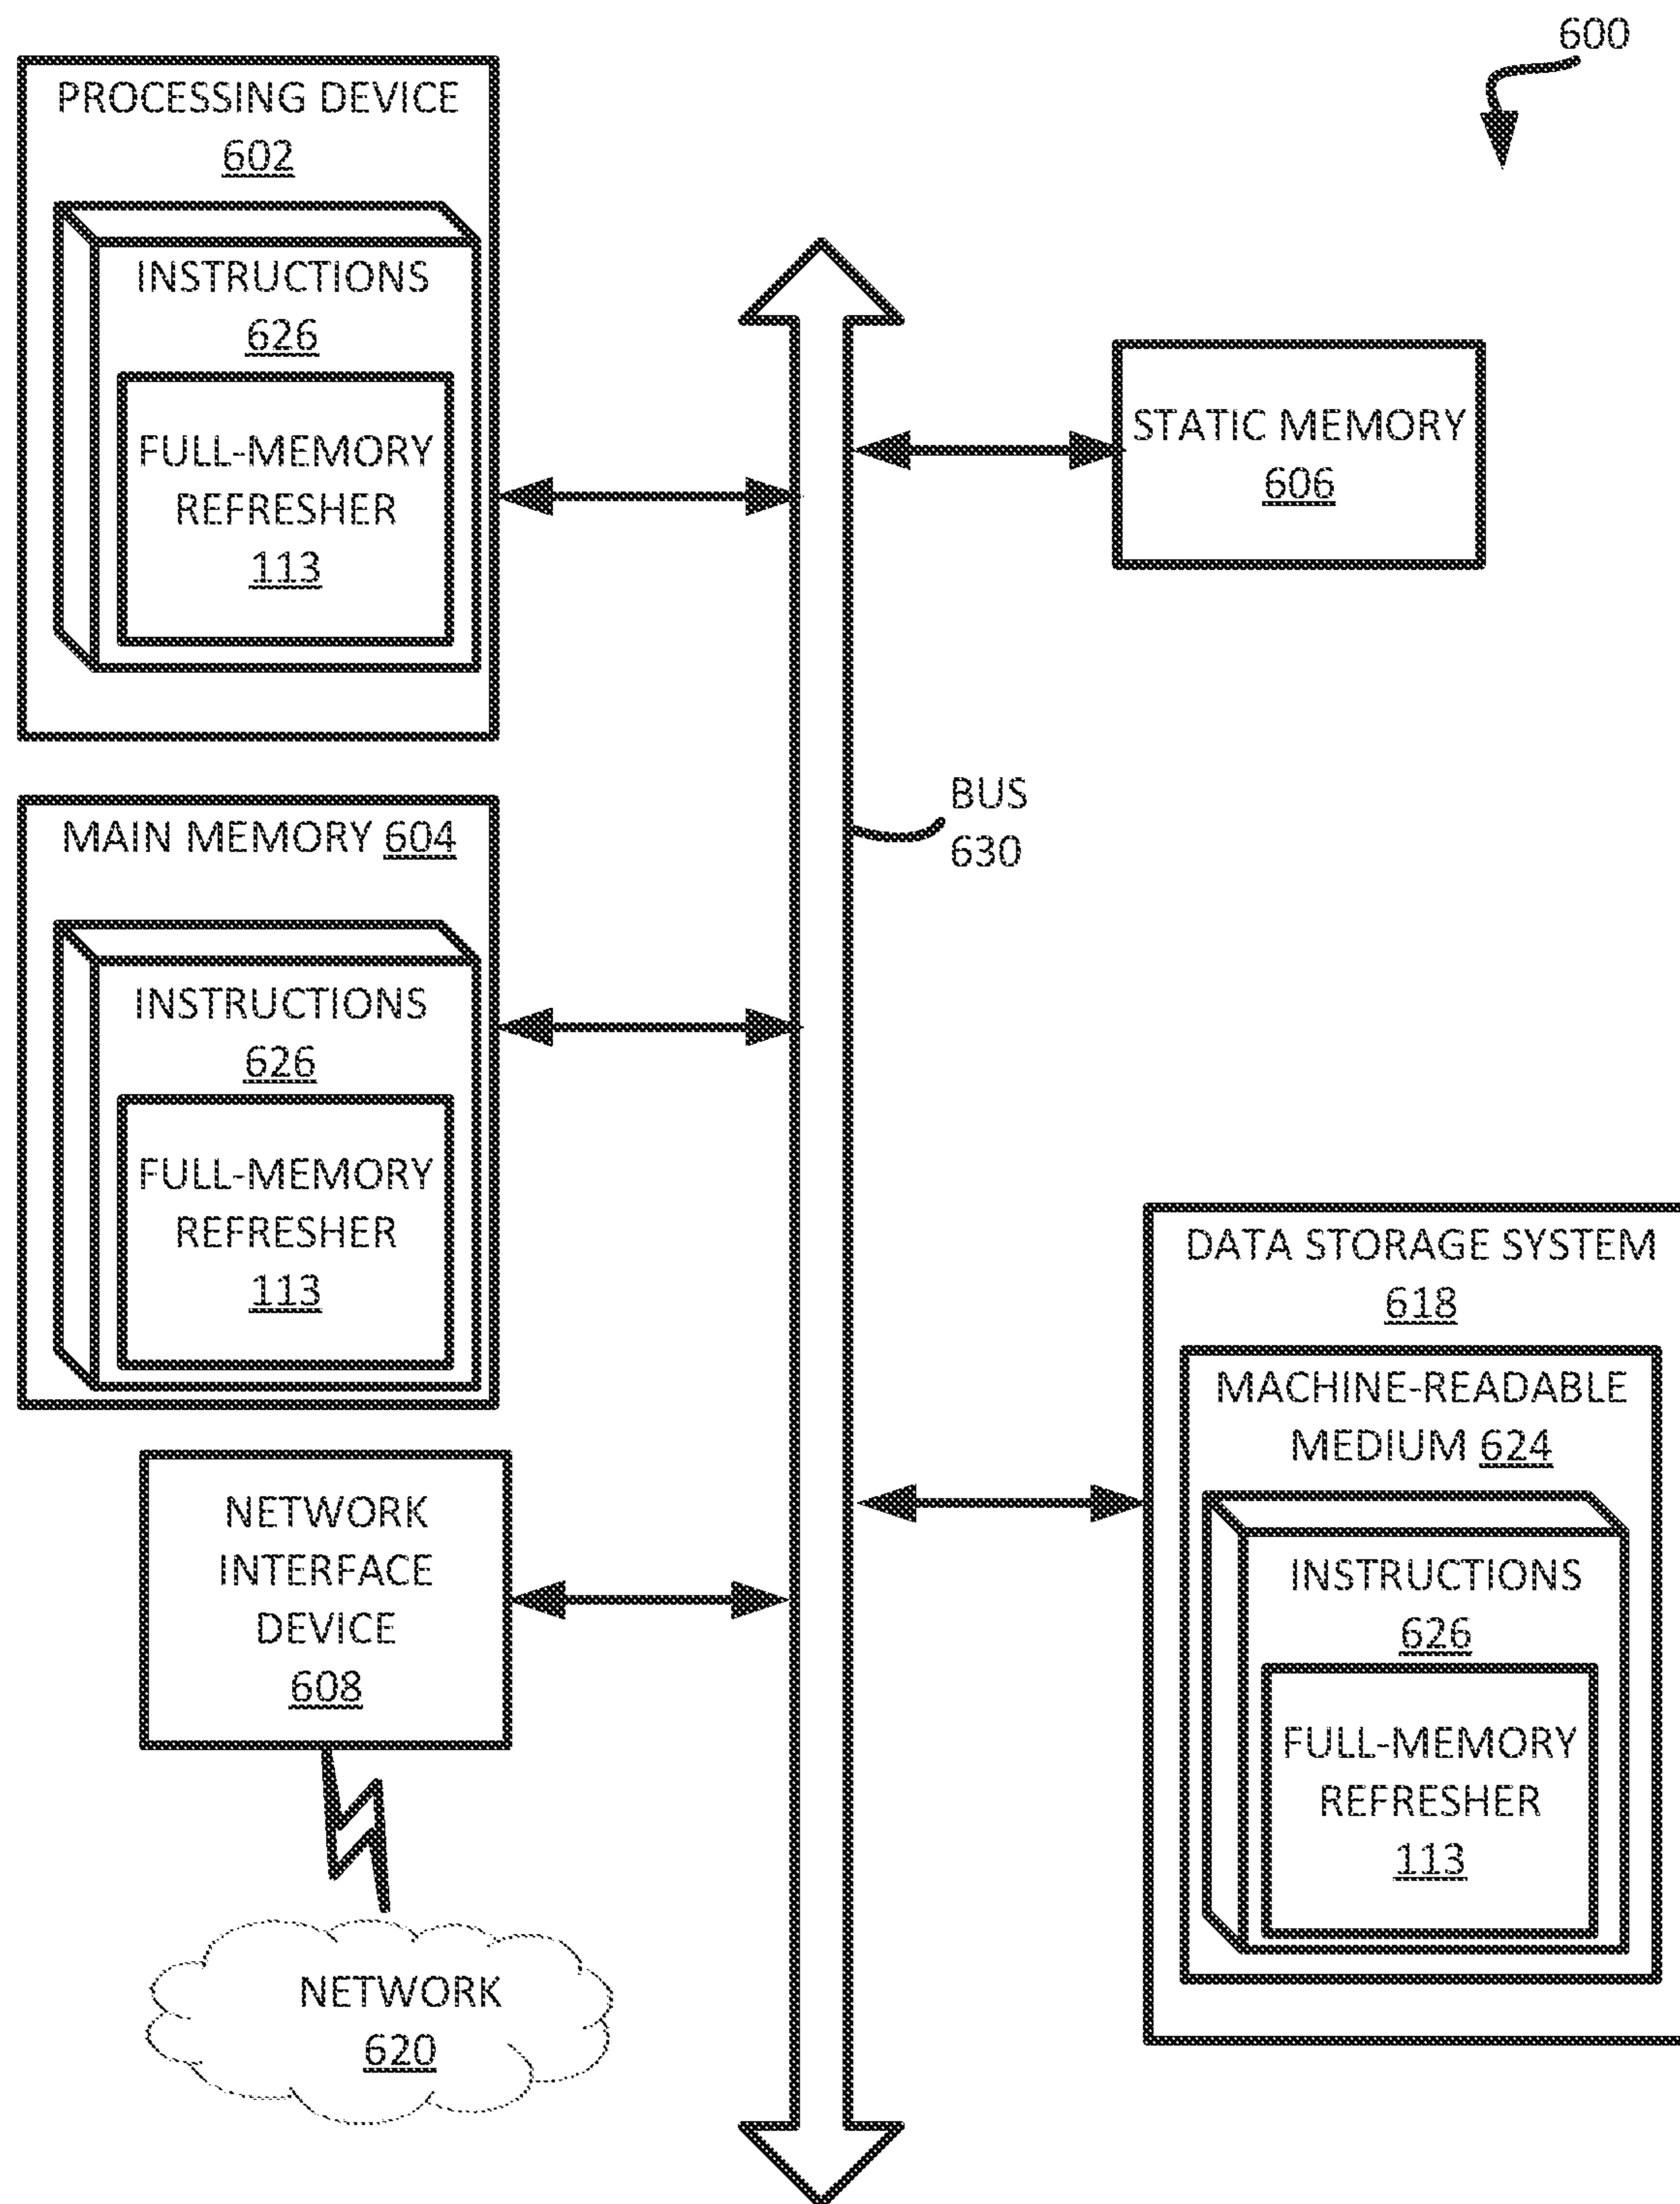 600
PROCESSING DEVICE
602
INSTRUCTIONS
626
FULL-MEMORY
REFRESHER
113
STATIC MEMORY
606
BUS
630
MAIN MEMORY 604
INSTRUCTIONS
626
FULL-MEMORY
REFRESHER
113
DATA STORAGE SYSTEM
618
MACHINE-READABLE
MEDIUM 624
INSTRUCTIONS
626
FULL-MEMORY
REFRESHER
113
NETWORK
INTERFACE
DEVICE
608
NETWORK
620